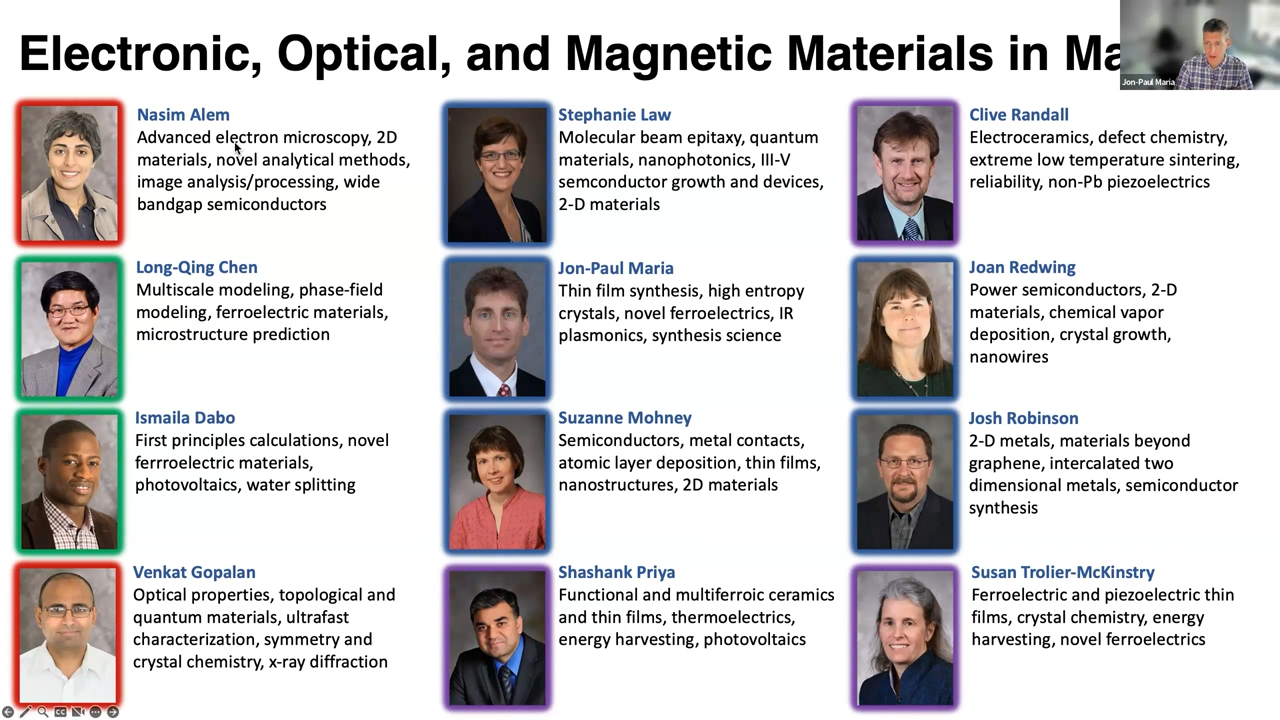 Electronic, Optical, and Magnetic Materials in Ma
Jon-Paul Maria
Nasim Alem
Advanced electron microscopy, 2D
materials, novel analytical methods,
image analysis/processing, wide
bandgap semiconductors
Long-Qing Chen
Multiscale modeling, phase-field
modeling, ferroelectric materials,
microstructure prediction
Ismaila Dabo
First principles calculations, novel
ferrroelectric materials,
photovoltaics, water splitting
Venkat Gopalan
Optical properties, topological and
quantum materials, ultrafast
characterization, symmetry and
crystal chemistry, x-ray diffraction
Stephanie Law
Molecular beam epitaxy, quantum
materials, nanophotonics, III-V
semconductor growth and devices,
2-D materials
Jon-Paul Maria
Thin film synthesis, high entropy
crystals, novel ferroelectrics, IR
plasmonics, synthesis science
Suzanne Mohney
Semiconductors, metal contacts,
atomic layer deposition, thin films,
nanostructures, 2D materials
Shashank Priya
Functional and multiferroic ceramics
and thin films, thermoelectrics,
energy harvesting, photovoltaics
Clive Randall
Electroceramics, defect chemistry,
extreme low temperature sintering,
reliability, non-Pb piezoelectrics
Joan Redwing
Power semiconductors, 2-D
materials, chemical vapor
deposition, crystal growth,
nanowires
Josh Robinson
2-D metals, materials beyond
graphene, intercalated two
dimensional metals, semiconductor
synthesis
Susan Trolier-McKinstry
Ferroelectric and piezoelectric thin
films, crystal chemistry, energy
harvesting, novel ferroelectrics
CC